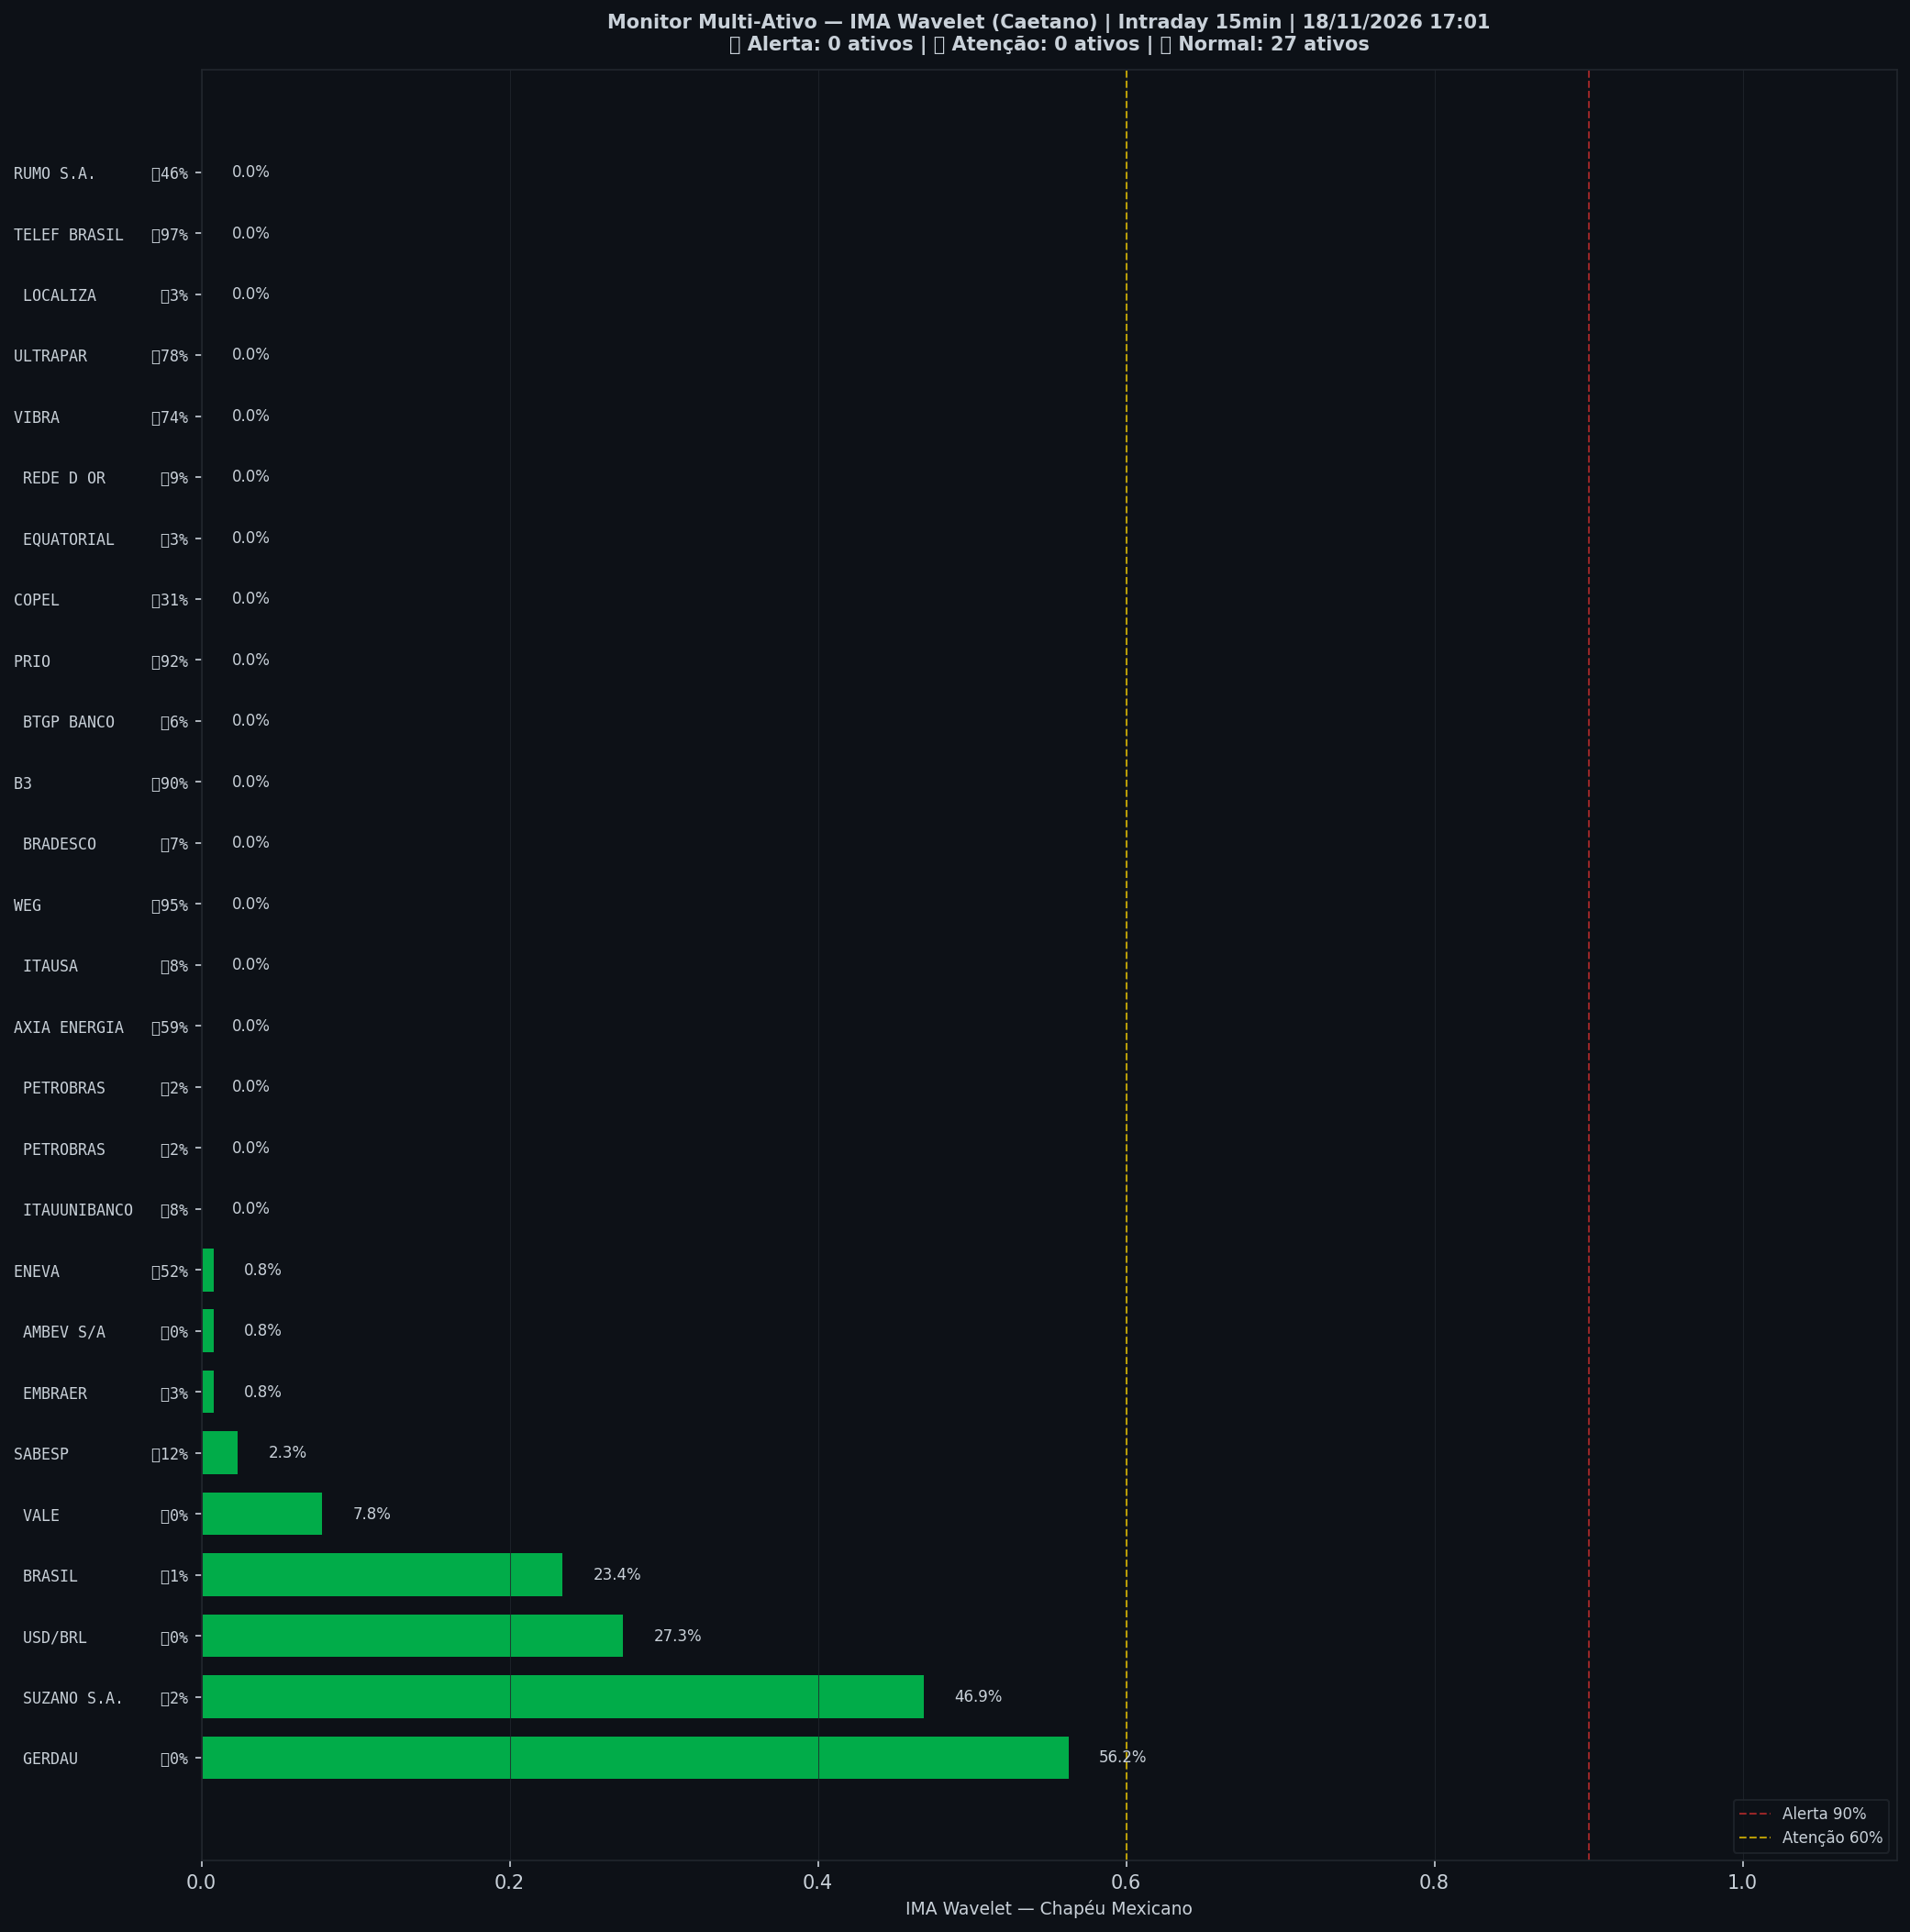 Monitor Multi-Ativo — IMA Wavelet (Caetano) | Intraday 15min | 18/11/2026 17:01
▯ Alerta: 0 ativos | ▯ Atenção: 0 ativos | ▯ Normal: 27 ativos
RUMO S.A. ▯46% 0.0%
TELEF BRASIL ▯97% 0.0%
LOCALIZA ▯3% 0.0%
ULTRAPAR ▯78% 0.0%
VIBRA ▯74% 0.0%
REDE D OR ▯9% 0.0%
EQUATORIAL ▯3% 0.0%
COPEL ▯31% 0.0%
PRIO ▯92% 0.0%
BTGP BANCO ▯6% 0.0%
B3 ▯90% 0.0%
BRADESCO ▯7% 0.0%
WEG ▯95% 0.0%
ITAUSA ▯8% 0.0%
AXIA ENERGIA ▯59% 0.0%
PETROBRAS ▯2% 0.0%
PETROBRAS ▯2% 0.0%
ITAUUNIBANCO ▯8% 0.0%
ENEVA ▯52% 0.8%
AMBEV S/A ▯0% 0.8%
EMBRAER ▯3% 0.8%
SABESP ▯12% 2.3%
VALE ▯0% 7.8%
BRASIL ▯1% 23.4%
USD/BRL ▯0% 27.3%
SUZANO S.A. ▯2% 46.9%
GERDAU ▯0% 56.2%
Alerta 90%
Atenção 60%
0.0 0.2 0.4 0.6 0.8 1.0
IMA Wavelet — Chapéu Mexicano